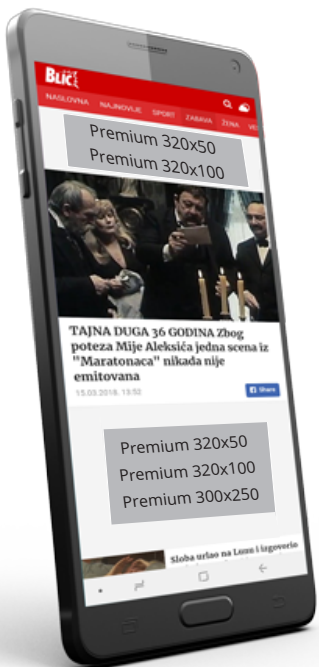 Blic
NASLOVNA NAJNOVIJE SPORT ZABAVA ŽENA VE
Premium 320x50
Premium 320x100
TAJNA DUGA 36 GODINA Zbog
poteza Mije Aleksića jedna scena iz
"Maratonaca" nikada nije
emitovana
15.03.2018. 13:52
Share
Premium 320x50
Premium 320x100
Premium 300x250
Sloba urlao na Lunu i izgovorio